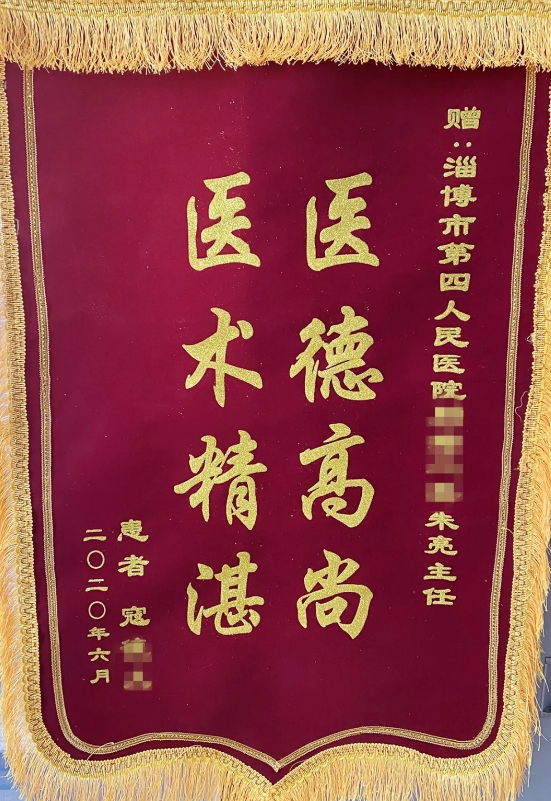 赠:淄博市第四人民医院 朱亮主任
医德高尚
医术精湛
患者 寇
二〇二〇年六月